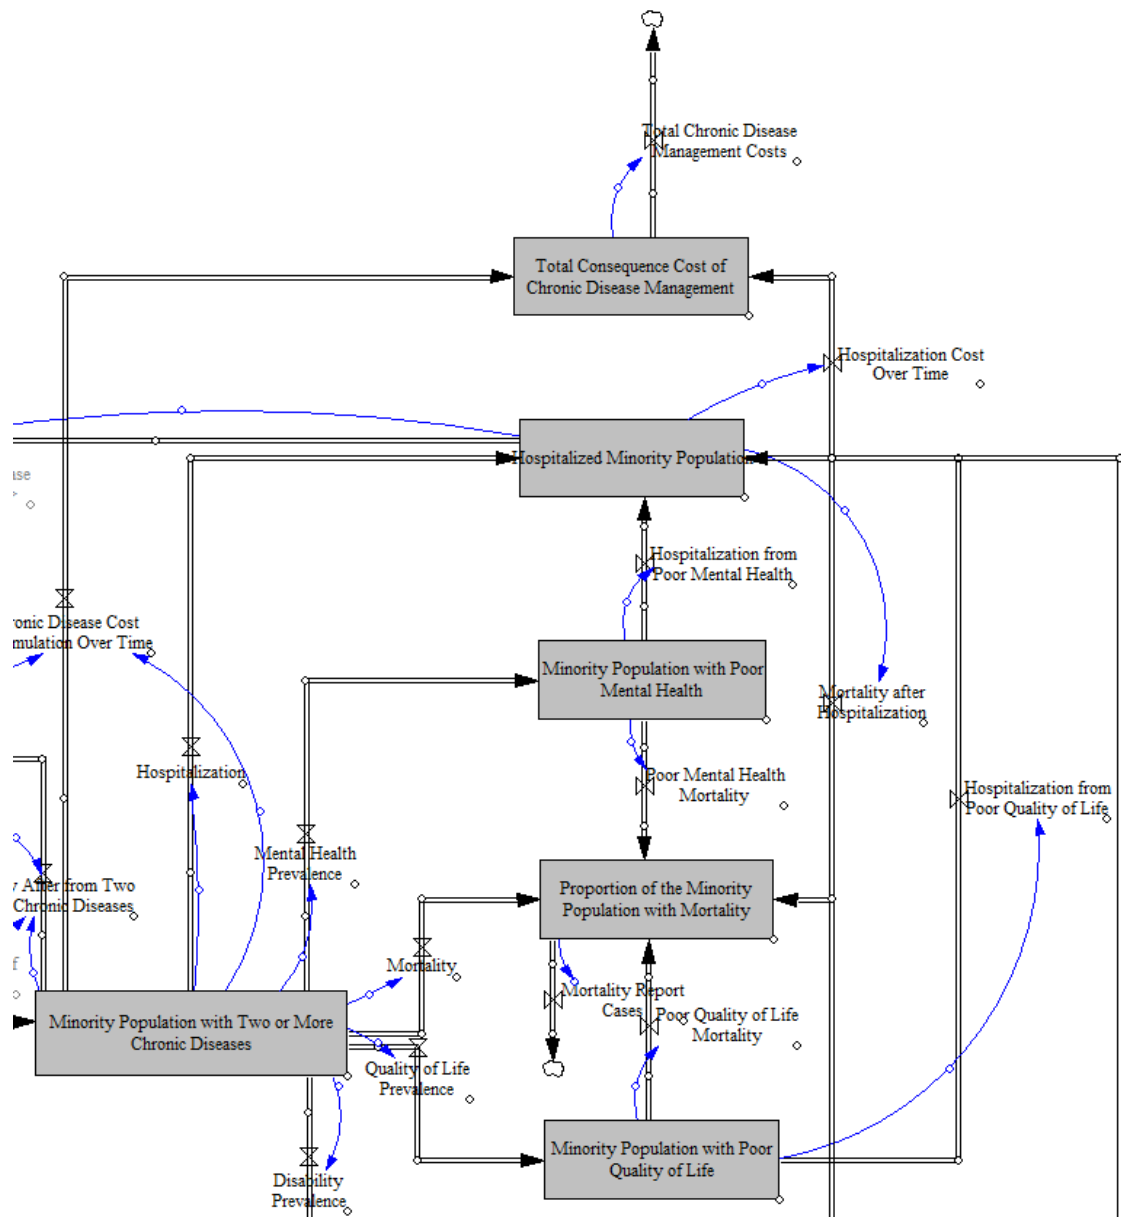 Total Chronic Disease
Management Costs
Total Consequence Cost of
Chronic Disease Management
Hospitalization Cost
Over Time
Hospitalized Minority Population
Hospitalization from
Poor Mental Health
ronic Disease Cost
mulation Over Time
Minority Population with Poor
Mental Health
Mortality after
Hospitalization
Hospitalization
Poor Mental Health
Mortality
Hospitalization from
Poor Quality of Life
Mental Health
Prevalence
y After from Two
Chronic Diseases
Proportion of the Minority
Population with Mortality
Mortality
Mortality Report
Cases
Poor Quality of Life
Mortality
Minority Population with Two or More
Chronic Diseases
Quality of Life
Prevalence
Minority Population with Poor
Quality of Life
Disability
Prevalence